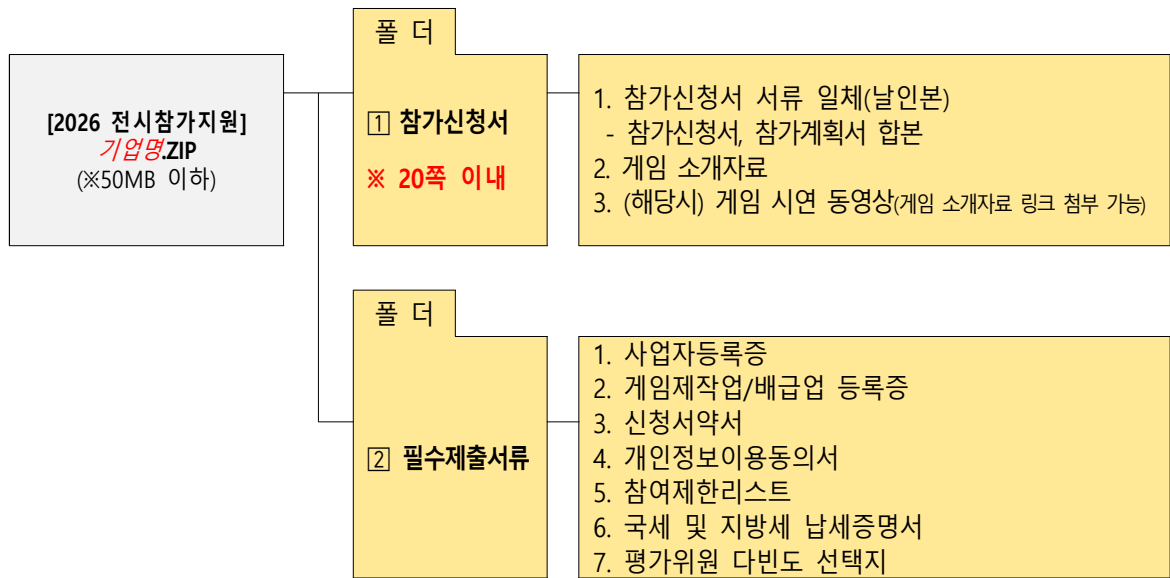 [2026 전시참가지원]
기업명.ZIP
(※50MB 이하)
폴 더
1 참가신청서
※ 20쪽 이내
1. 참가신청서 서류 일체(날인본)
- 참가신청서, 참가계획서 합본
2. 게임 소개자료
3. (해당시) 게임 시연 동영상(게임 소개자료 링크 첨부 가능)
폴 더
2 필수제출서류
1. 사업자등록증
2. 게임제작업/배급업 등록증
3. 신청서약서
4. 개인정보이용동의서
5. 참여제한리스트
6. 국세 및 지방세 납세증명서
7. 평가위원 다빈도 선택지